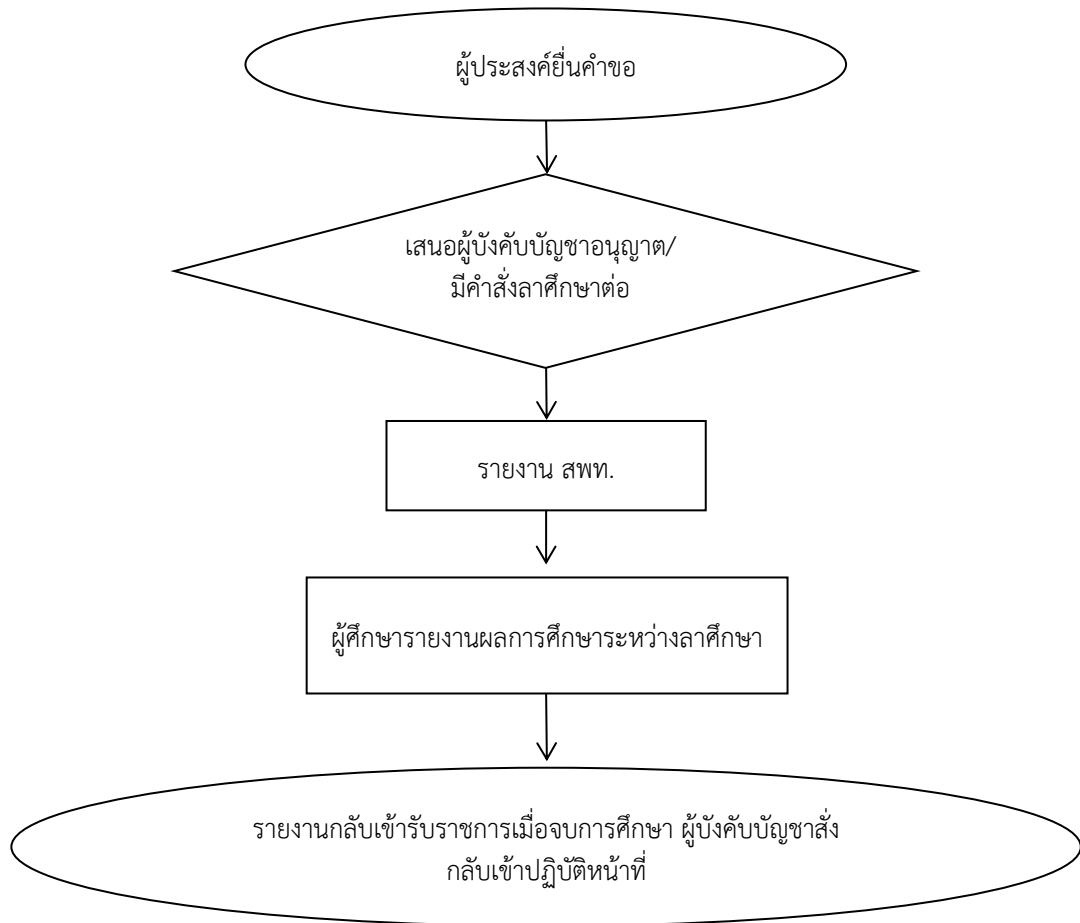 ผู้ประสงค์ยื่นคำขอ
เสนอผู้บังคับบัญชาอนุญาต/
มีคำสั่งลาศึกษาต่อ
รายงาน สพท.
ผู้ศึกษารายงานผลการศึกษาระหว่างลาศึกษา
รายงานกลับเข้ารับราชการเมื่อจบการศึกษา ผู้บังคับบัญชาสั่ง
กลับเข้าปฏิบัติหน้าที่